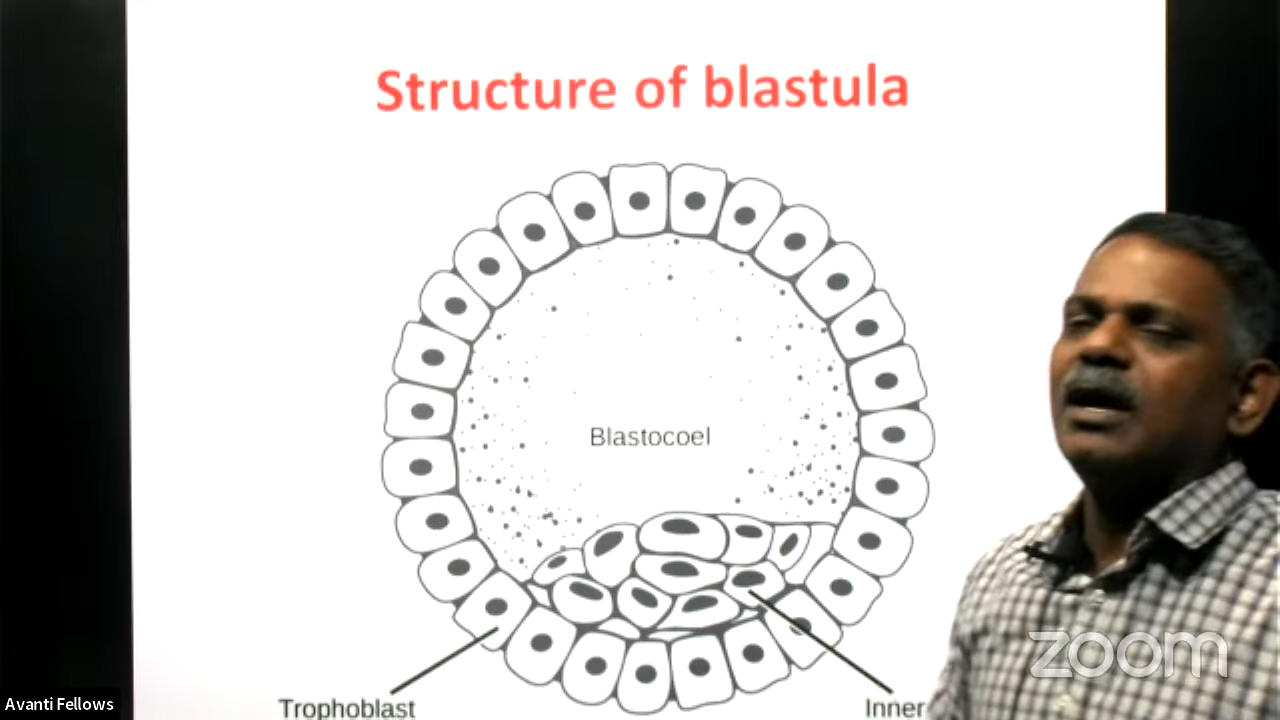 Structure of blastula
Blastocoel
Trophoblast
Inner
zoom
Avanti Fellows